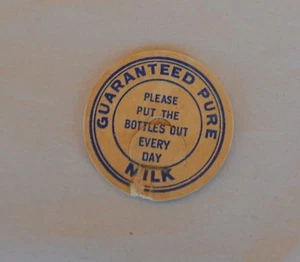 GUARANTEED PURE
PLEASE
PUT THE
BOTTLES OUT
EVERY
DAY
MILK